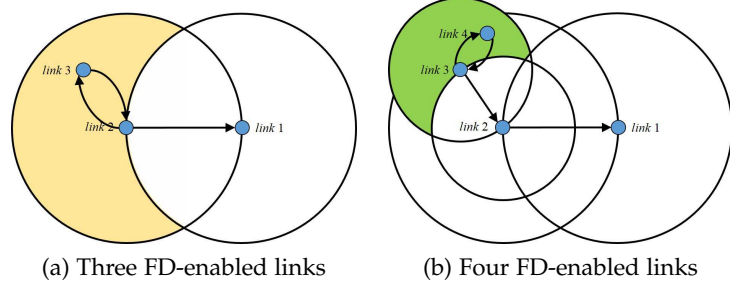 link 4
link 3
link 3
link 2
link 1
link 2
link 1
(a) Three FD-enabled links
(b) Four FD-enabled links